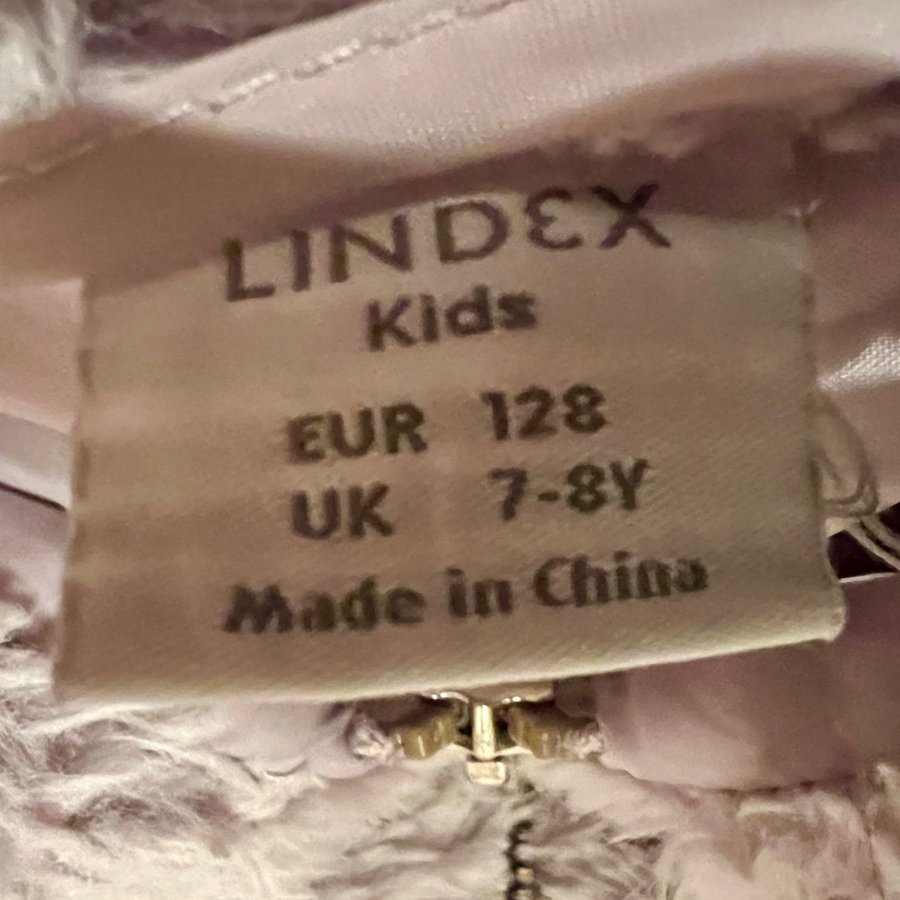 LINDEX
Kids
EUR 128
UK 7-8Y
Made in China